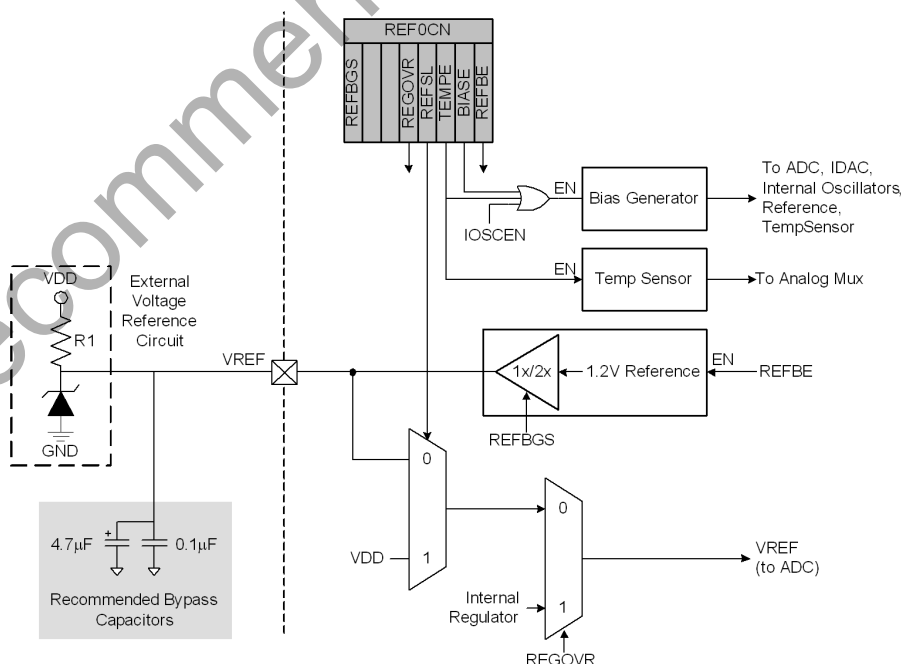 REF0CN
REFBGS
REGOVR
REFSL
TEMPE
BIASE
REFBE
EN
Bias Generator
To ADC, IDAC,
Internal Oscillators,
Reference,
TempSensor
IOSCEN
EN
Temp Sensor
To Analog Mux
VDD
R1
GND
External
Voltage
Reference
Circuit
VREF
1x/2x
1.2V Reference
EN
REFBE
REFBGS
0
VDD
1
0
Internal
Regulator
1
REGOVR
VREF
(to ADC)
4.7µF
+
0.1µF
Recommended Bypass
Capacitors
ecommen